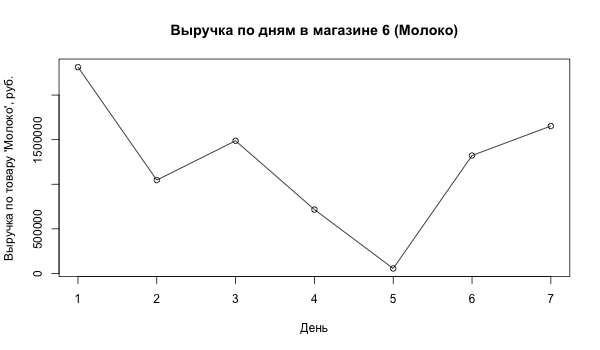 Выручка по дням в магазине 6 (Молоко)
Выручка по товару 'Молоко', руб.
1500000
500000
0
1 2 3 4 5 6 7
День